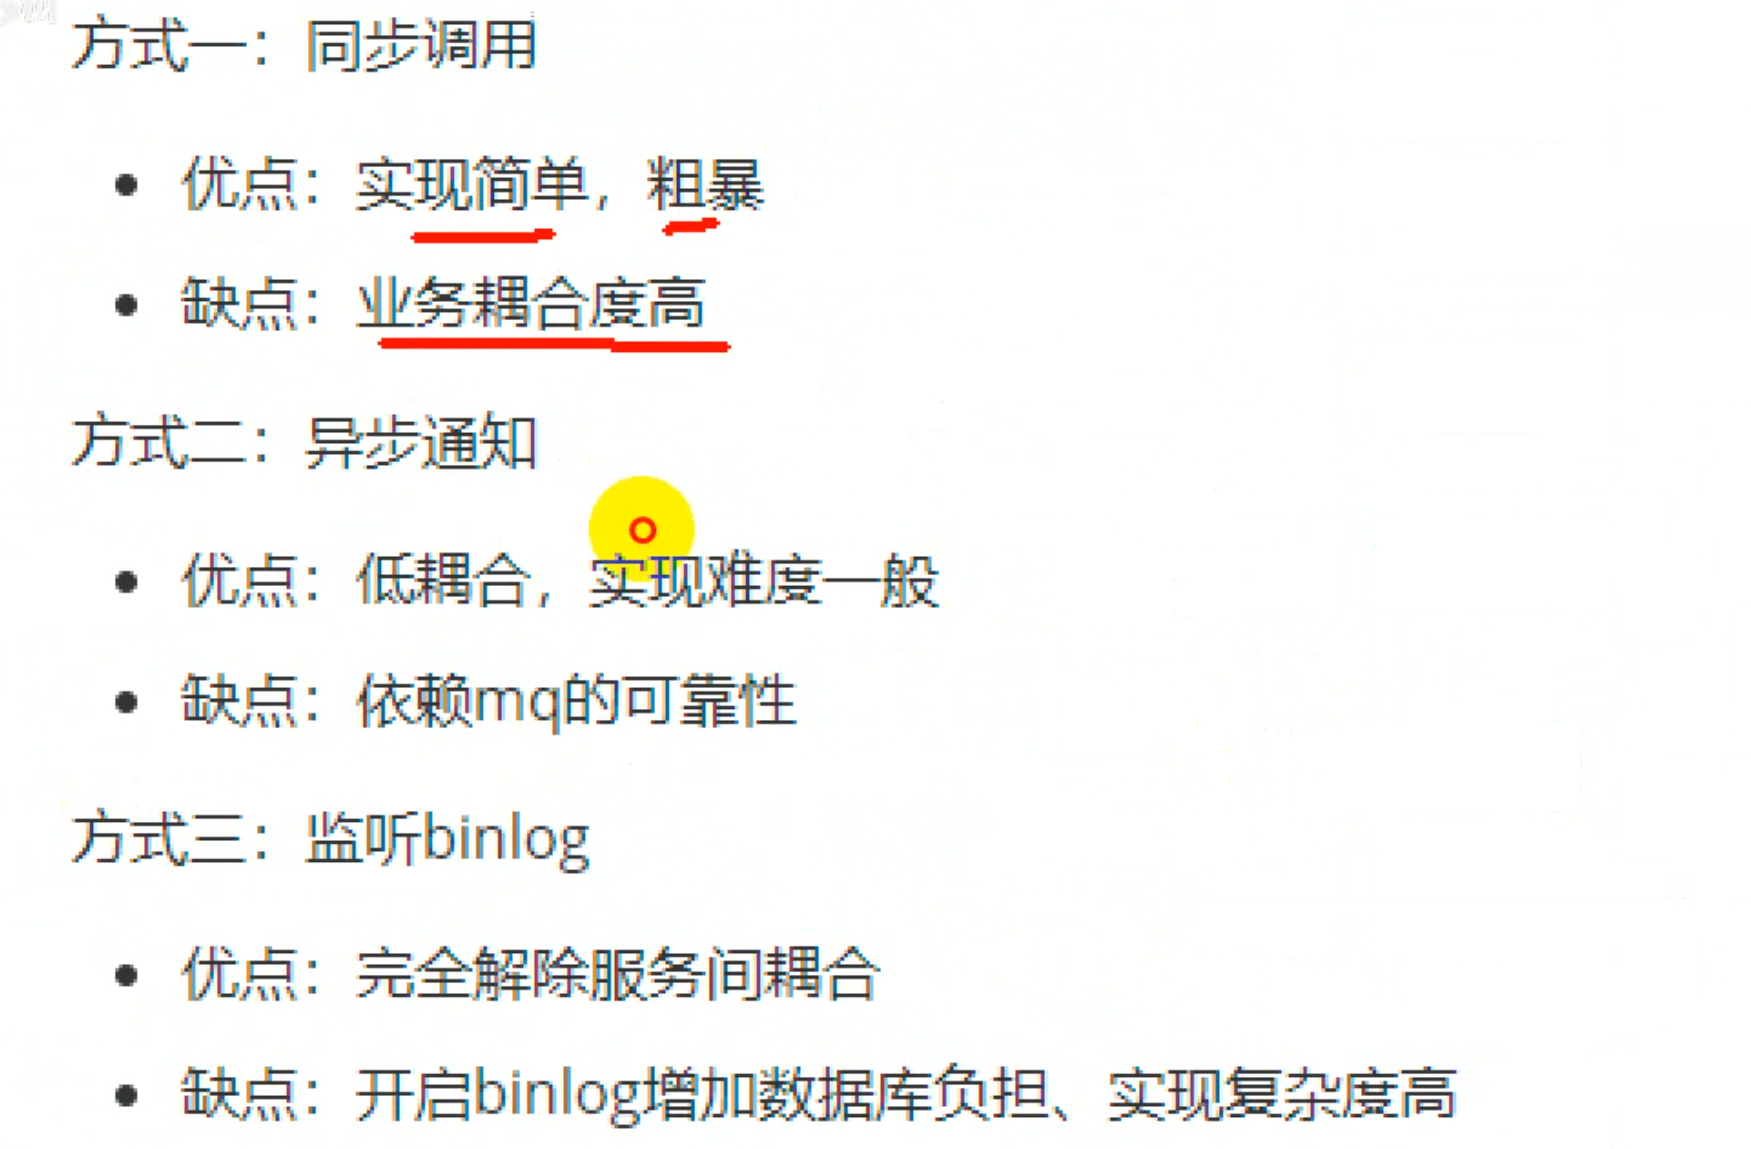 方式一：同步调用
• 优点：实现简单，粗暴
• 缺点：业务耦合度高
方式二：异步通知
• 优点：低耦合，实现难度一般
• 缺点：依赖mq的可靠性
方式三：监听binlog
• 优点：完全解除服务间耦合
• 缺点：开启binlog增加数据库负担、实现复杂度高